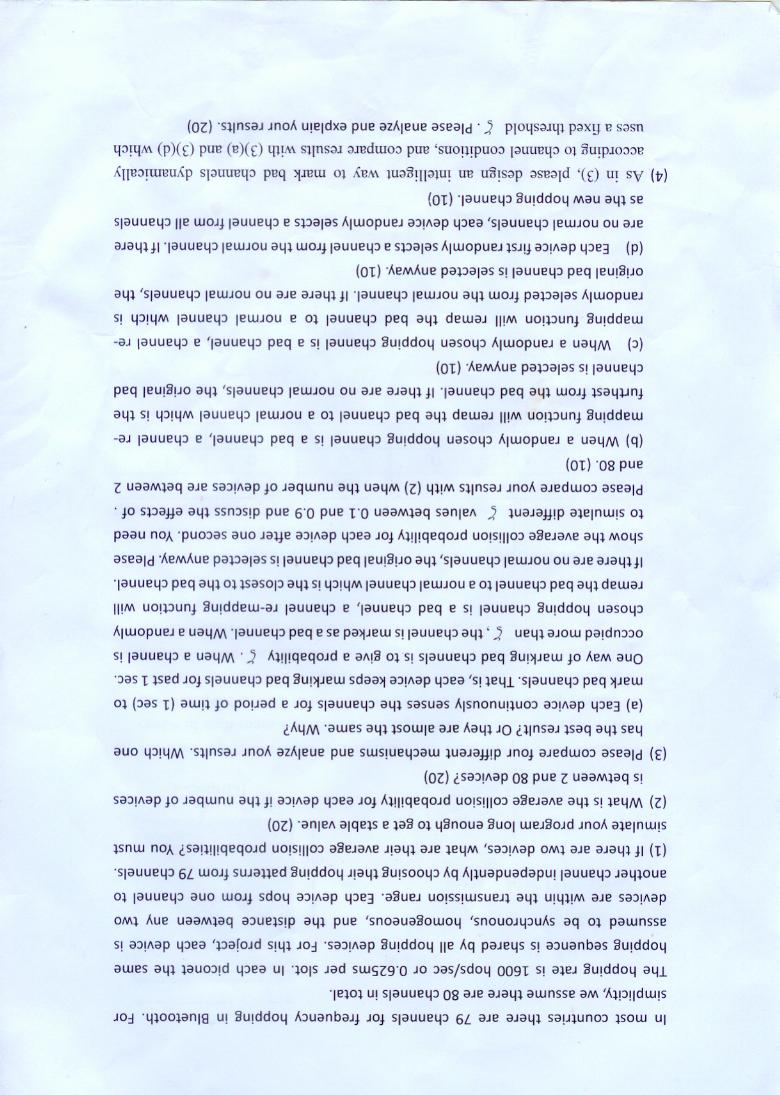 In most countries there are 79 channels for frequency hopping in Bluetooth. For
simplicity, we assume there are 80 channels in total.
The hopping rate is 1600 hops/sec or 0.625ms per slot. In each piconet the same
hopping sequence is shared by all hopping devices. For this project, each device is
assumed to be synchronous, homogeneous, and the distance between any two
devices are within the transmission range. Each device hops from one channel to
another channel independently by choosing their hopping patterns from 79 channels.
(1) If there are two devices, what are their average collision probabilities? You must
simulate your program long enough to get a stable value. (20)
(2) What is the average collision probability for each device if the number of devices
is between 2 and 80 devices? (20)
(3) Please compare four different mechanisms and analyze your results. Which one
has the best result? Or they are almost the same. Why?
(a) Each device continuously senses the channels for a period of time (1 sec) to
mark bad channels. That is, each device keeps marking bad channels for past 1 sec.
One way of marking bad channels is to give a probability ζ. When a channel is
occupied more than ζ, the channel is marked as a bad channel. When a randomly
chosen hopping channel is a bad channel, a channel re-mapping function will
remap the bad channel to a normal channel which is the closest to the bad channel.
If there are no normal channels, the original bad channel is selected anyway. Please
show the average collision probability for each device after one second. You need
to simulate different ζ values between 0.1 and 0.9 and discuss the effects of .
Please compare your results with (2) when the number of devices are between 2
and 80. (10)
(b) When a randomly chosen hopping channel is a bad channel, a channel re-
mapping function will remap the bad channel to a normal channel which is the
furthest from the bad channel. If there are no normal channels, the original bad
channel is selected anyway. (10)
(c) When a randomly chosen hopping channel is a bad channel, a channel re-
mapping function will remap the bad channel to a normal channel which is
randomly selected from the normal channel. If there are no normal channels, the
original bad channel is selected anyway. (10)
(d) Each device first randomly selects a channel from the normal channel. If there
are no normal channels, each device randomly selects a channel from all channels
as the new hopping channel. (10)
(4) As in (3), please design an intelligent way to mark bad channels dynamically
according to channel conditions, and compare results with (3)(a) and (3)(d) which
uses a fixed threshold ζ. Please analyze and explain your results. (20)